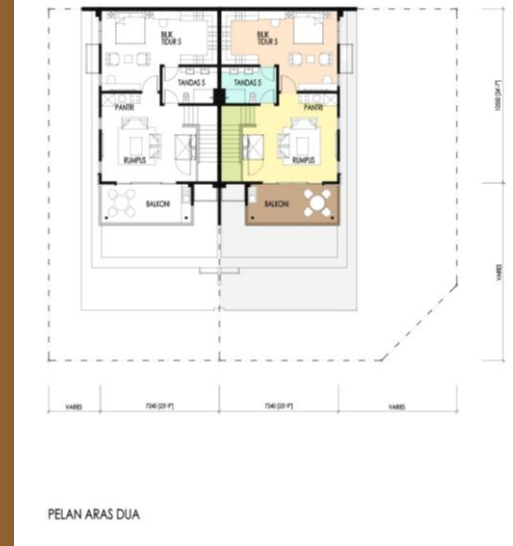 BILIK
TIDUR 5
BILIK
TIDUR 5
TANDAS 5
TANDAS 5
PANTRI
PANTRI
RUMPUS
RUMPUS
BALKONI
BALKONI
VARIES
VARIES
7240 [23'-9"]
7240 [23'-9"]
VARIES
PELAN ARAS DUA